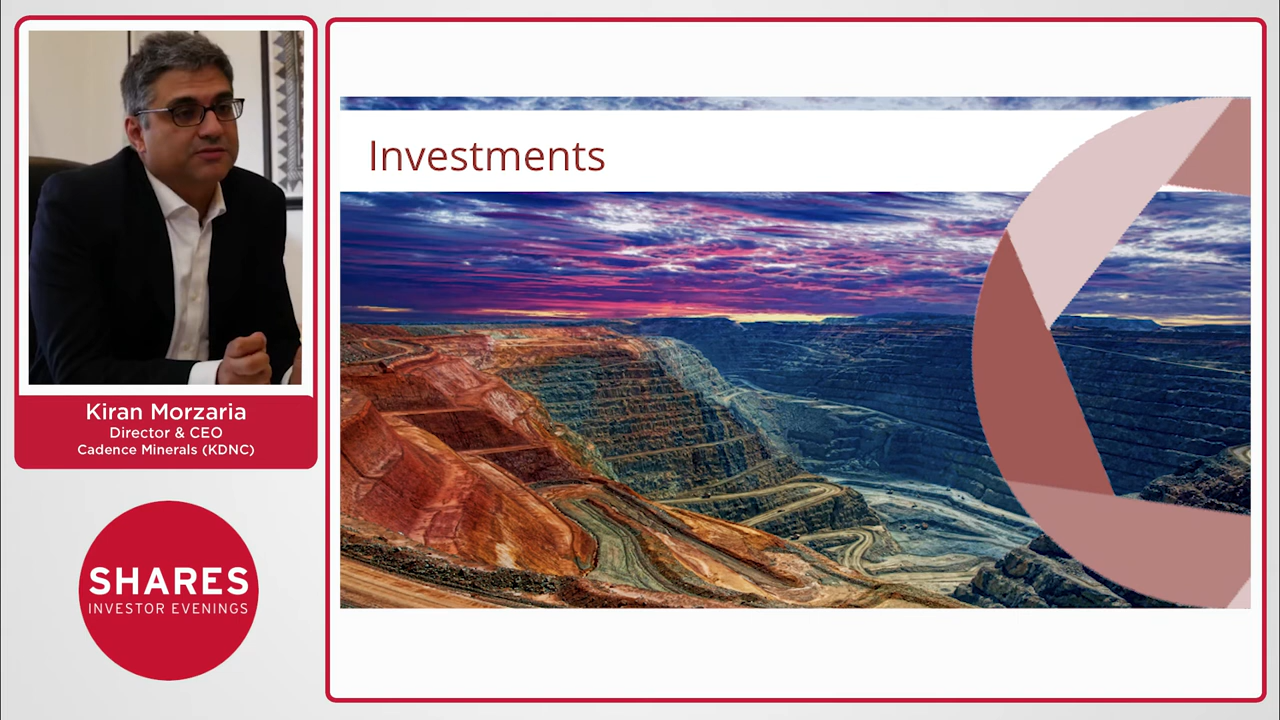 Kiran Morzaria
Director & CEO
Cadence Minerals (KDNC)
SHARES
INVESTOR EVENINGS
Investments